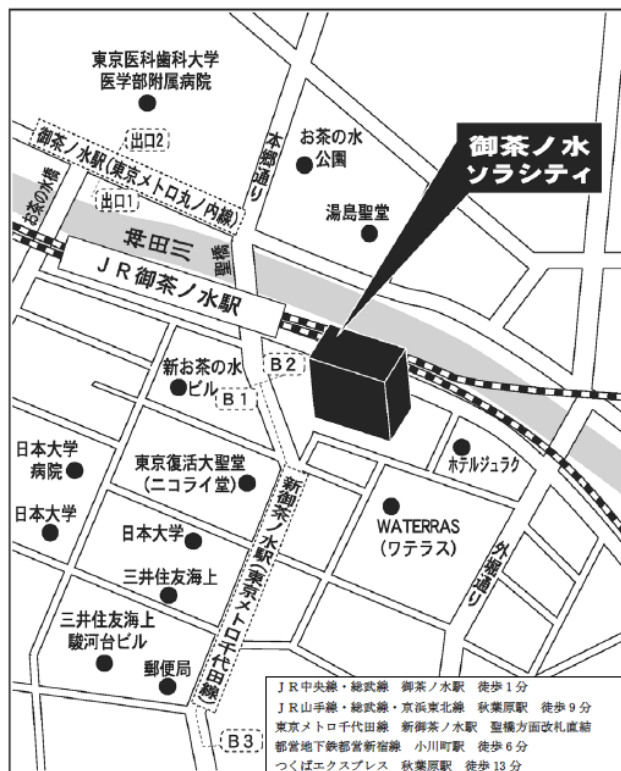 東京医科歯科大学
医学部附属病院
出口2
御茶ノ水駅(東京メトロ丸ノ内線)
出口1
お茶の水橋
本郷通り
お茶の水
公園
湯島聖堂
御茶ノ水
ソラシティ
神田川
聖橋
JR御茶ノ水駅
新お茶の水
ビル
B2
B1
日本大学
病院
東京復活大聖堂
(ニコライ堂)
ホテルジュラク
日本大学
日本大学
WATERRAS
(ワテラス)
新御茶ノ水駅(東京メトロ千代田線)
外堀通り
三井住友海上
三井住友海上
駿河台ビル
郵便局
B3
JR中央線・総武線 御茶ノ水駅 徒歩1分
JR山手線・総武線・京浜東北線 秋葉原駅 徒歩9分
東京メトロ千代田線 新御茶ノ水駅 聖橋方面改札直結
都営地下鉄都営新宿線 小川町駅 徒歩6分
つくばエクスプレス 秋葉原駅 徒歩13分